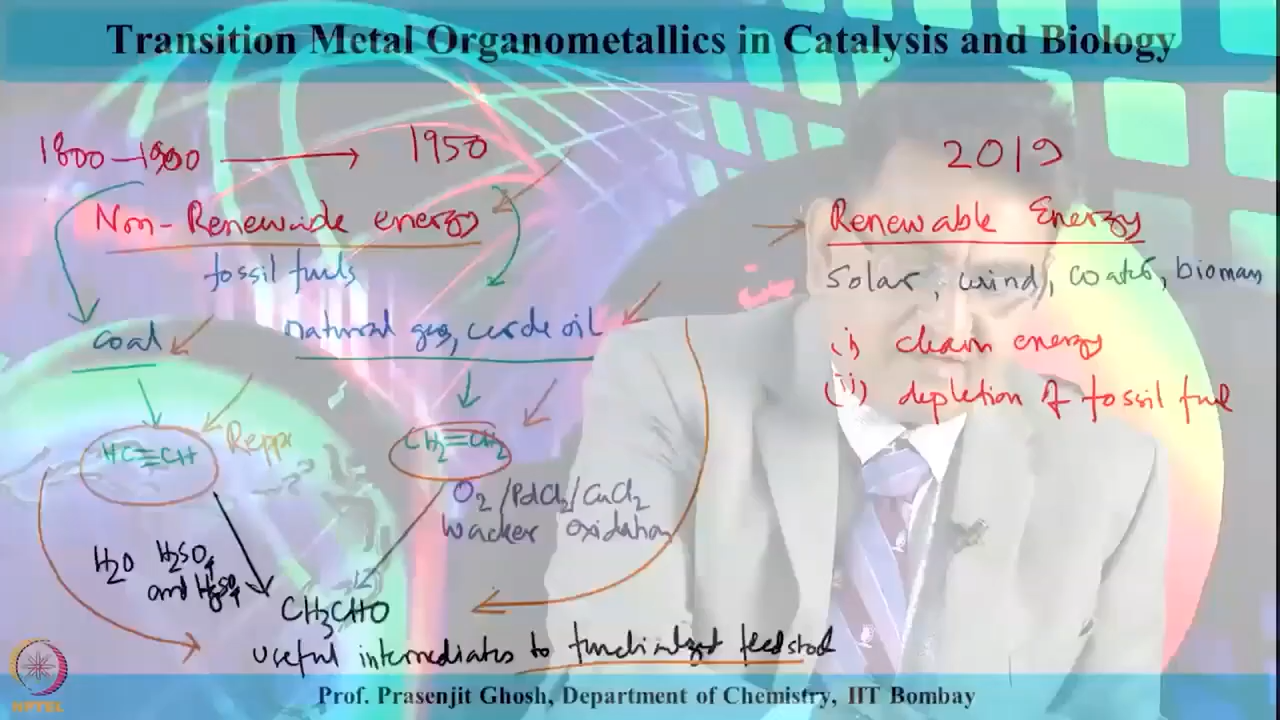 Transition Metal Organometallics in Catalysis and Biology
1800–1900 → 1950
2019
Non-Renewable energy
Renewable Energy
fossil fuels
Solar, wind, water, biomass
coal
natural gas, crude oil
(i) clean energy
(ii) depletion of fossil fuel
HC≡CH
Reppe
CH2=CH2
O2/PdCl2/CuCl2
Wacker oxidation
H2O H2SO4
and HgSO4
CH3CHO
useful intermediates to functionalized feedstock
Prof. Prasenjit Ghosh, Department of Chemistry, IIT Bombay
NPTEL